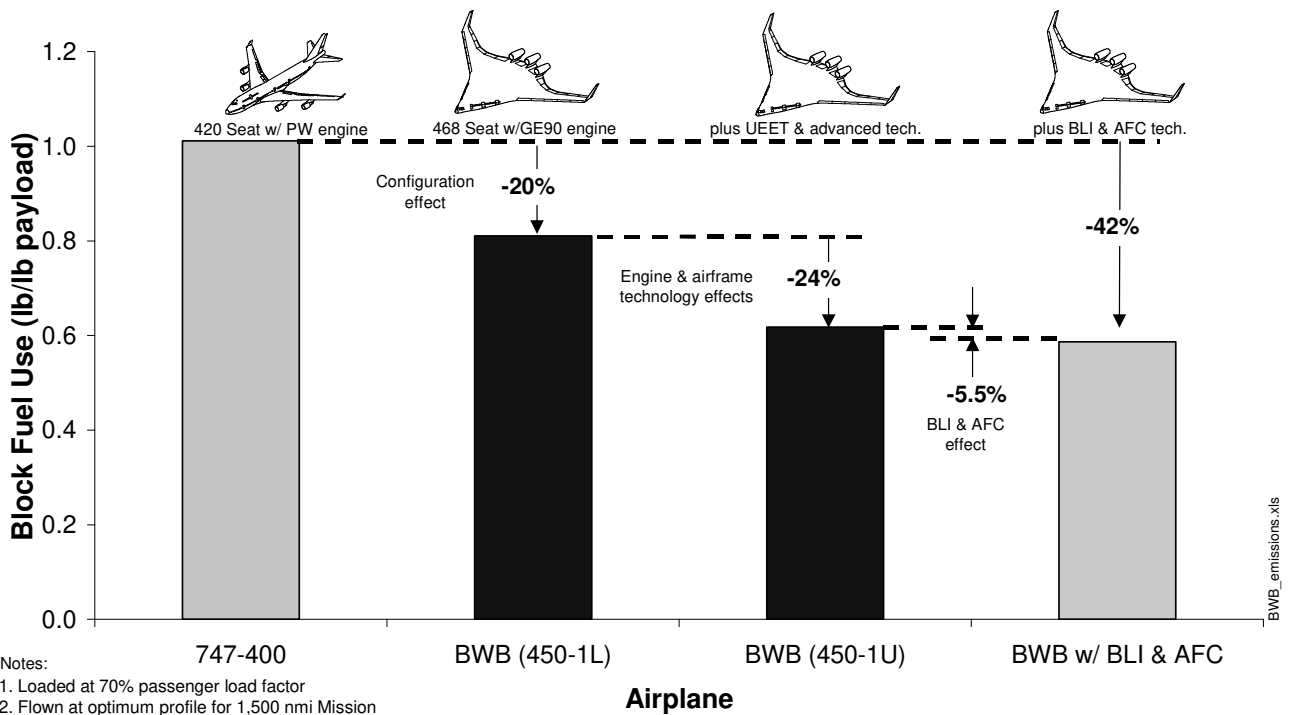 1.2
1.0
0.8
0.6
0.4
0.2
0.0
Block Fuel Use (lb/lb payload)
420 Seat w/ PW engine
468 Seat w/GE90 engine
plus UEET & advanced tech.
plus BLI & AFC tech.
Configuration
effect
-20%
Engine & airframe
technology effects
-24%
-5.5%
BLI & AFC
effect
-42%
BWB_emissions.xls
747-400
BWB (450-1L)
BWB (450-1U)
BWB w/ BLI & AFC
Airplane
Notes:
1. Loaded at 70% passenger load factor
2. Flown at optimum profile for 1,500 nmi Mission